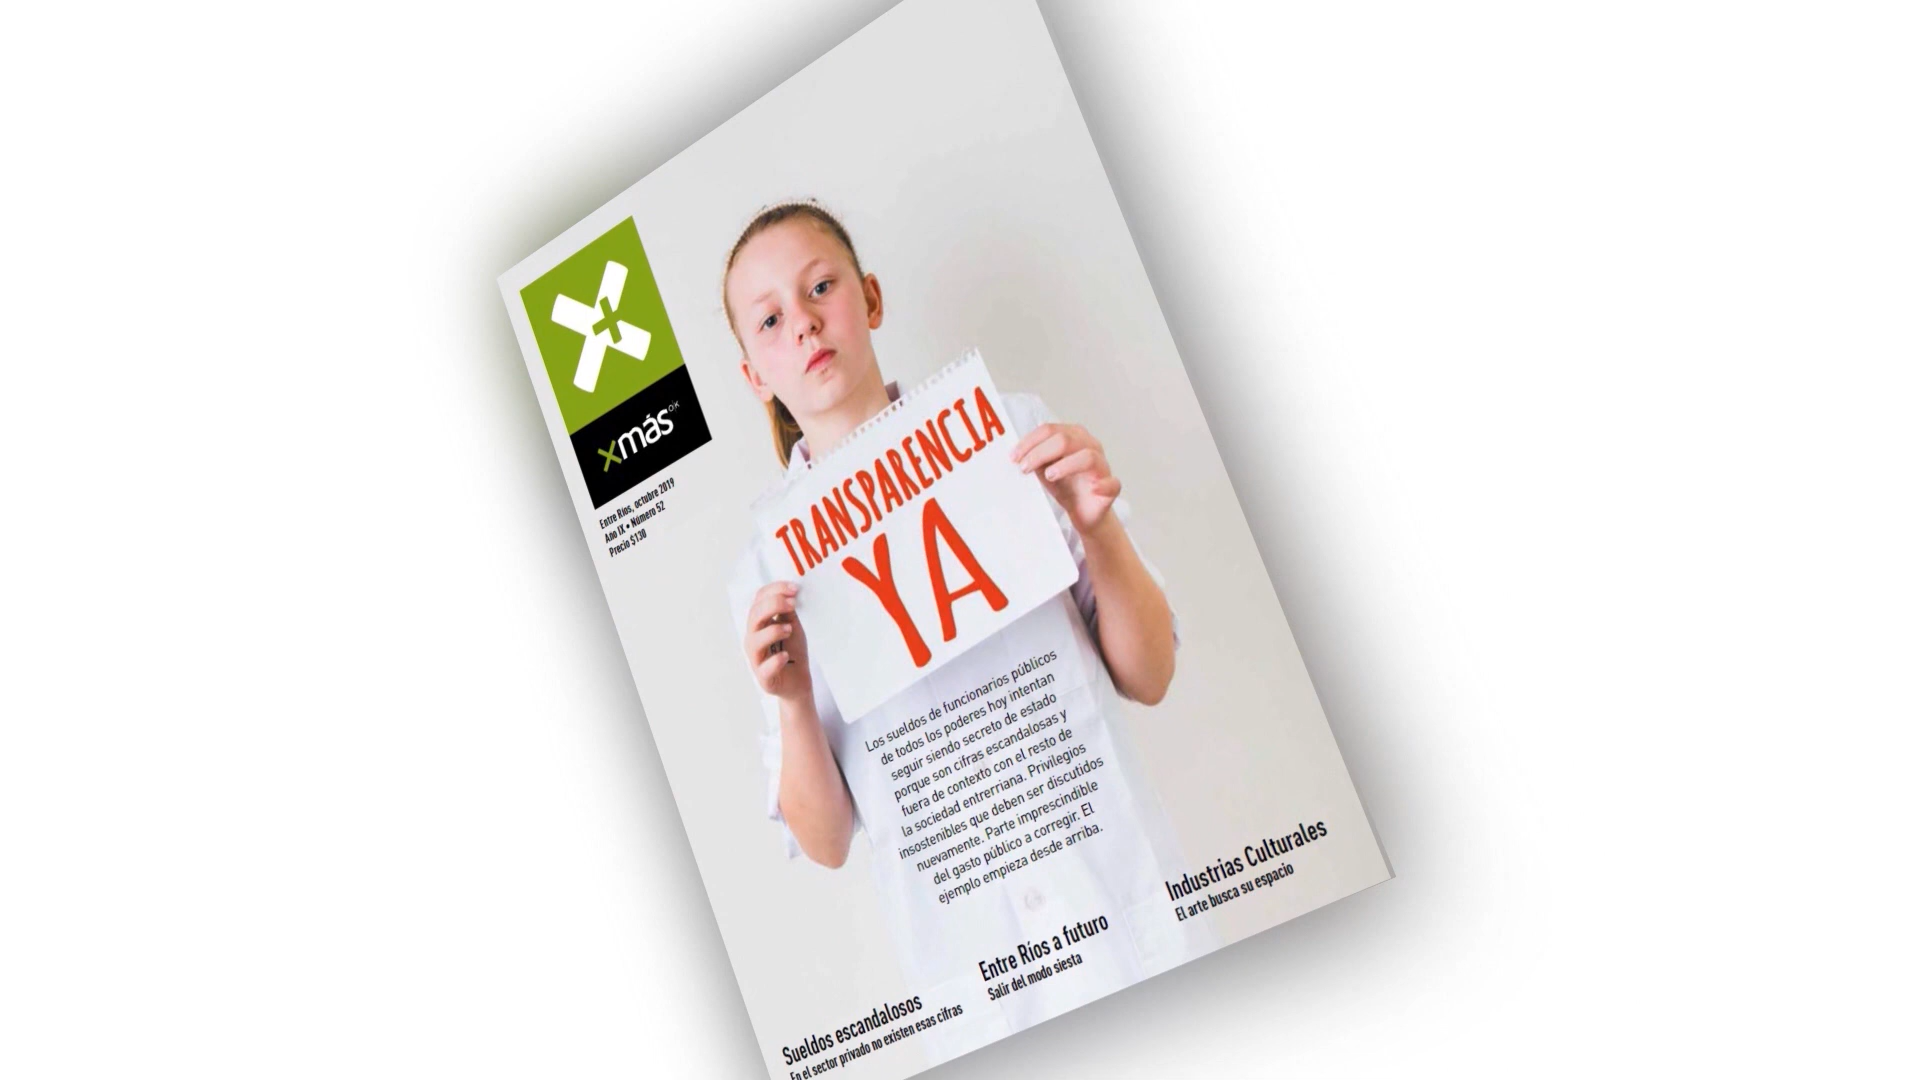 xmásOK
Entre Ríos, octubre 2019
Año IX • Número 52
Precio $130
TRANSPARENCIA
YA
Los sueldos de funcionarios públicos
de todos los poderes hoy intentan
seguir siendo secreto de estado
porque son cifras escandalosas y
fuera de contexto con el resto de
la sociedad entrerriana. Privilegios
insostenibles que deben ser discutidos
nuevamente. Parte imprescindible
del gasto público a corregir. El
ejemplo empieza desde arriba.
Sueldos escandalosos
En el sector privado no existen esas cifras
Entre Ríos a futuro
Salir del modo siesta
Industrias Culturales
El arte busca su espacio